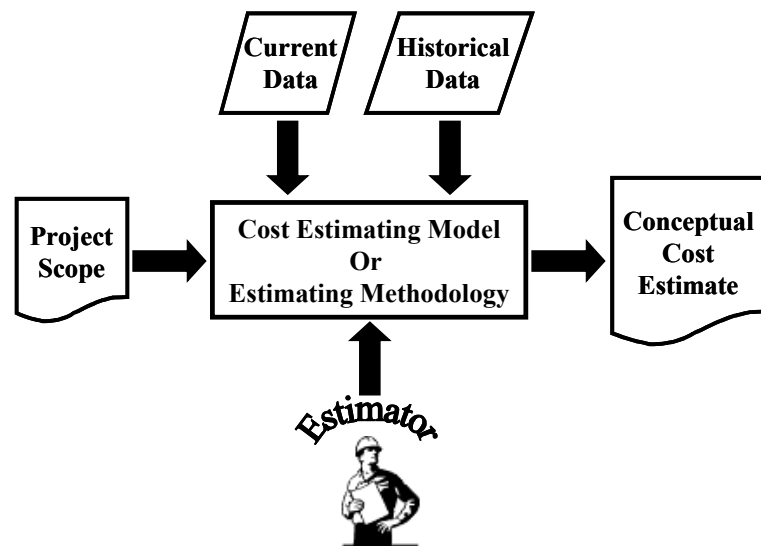 Current
Data
Historical
Data
Project
Scope
Cost Estimating Model
Or
Estimating Methodology
Conceptual
Cost
Estimate
Estimator